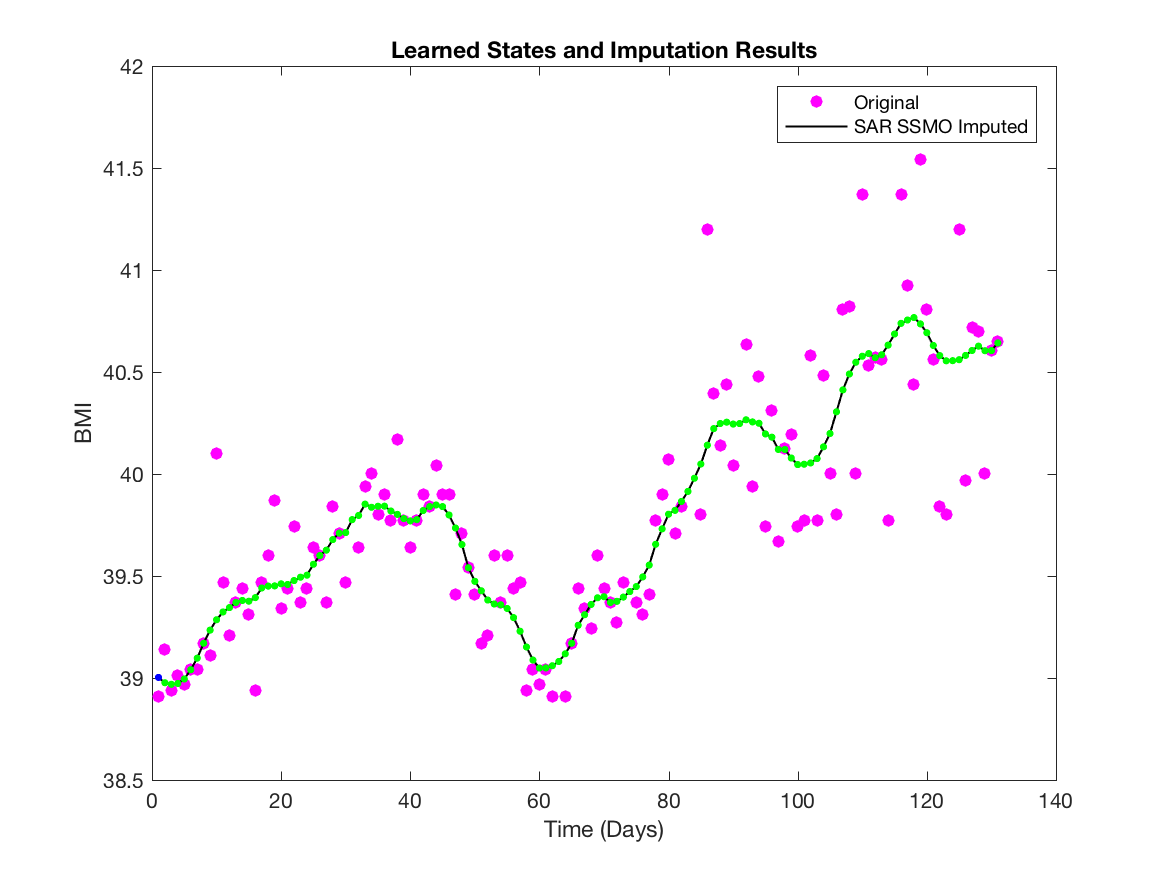 Learned States and Imputation Results
Original
SAR SSMO Imputed
42
41.5
41
40.5
40
39.5
39
38.5
BMI
0 20 40 60 80 100 120 140
Time (Days)